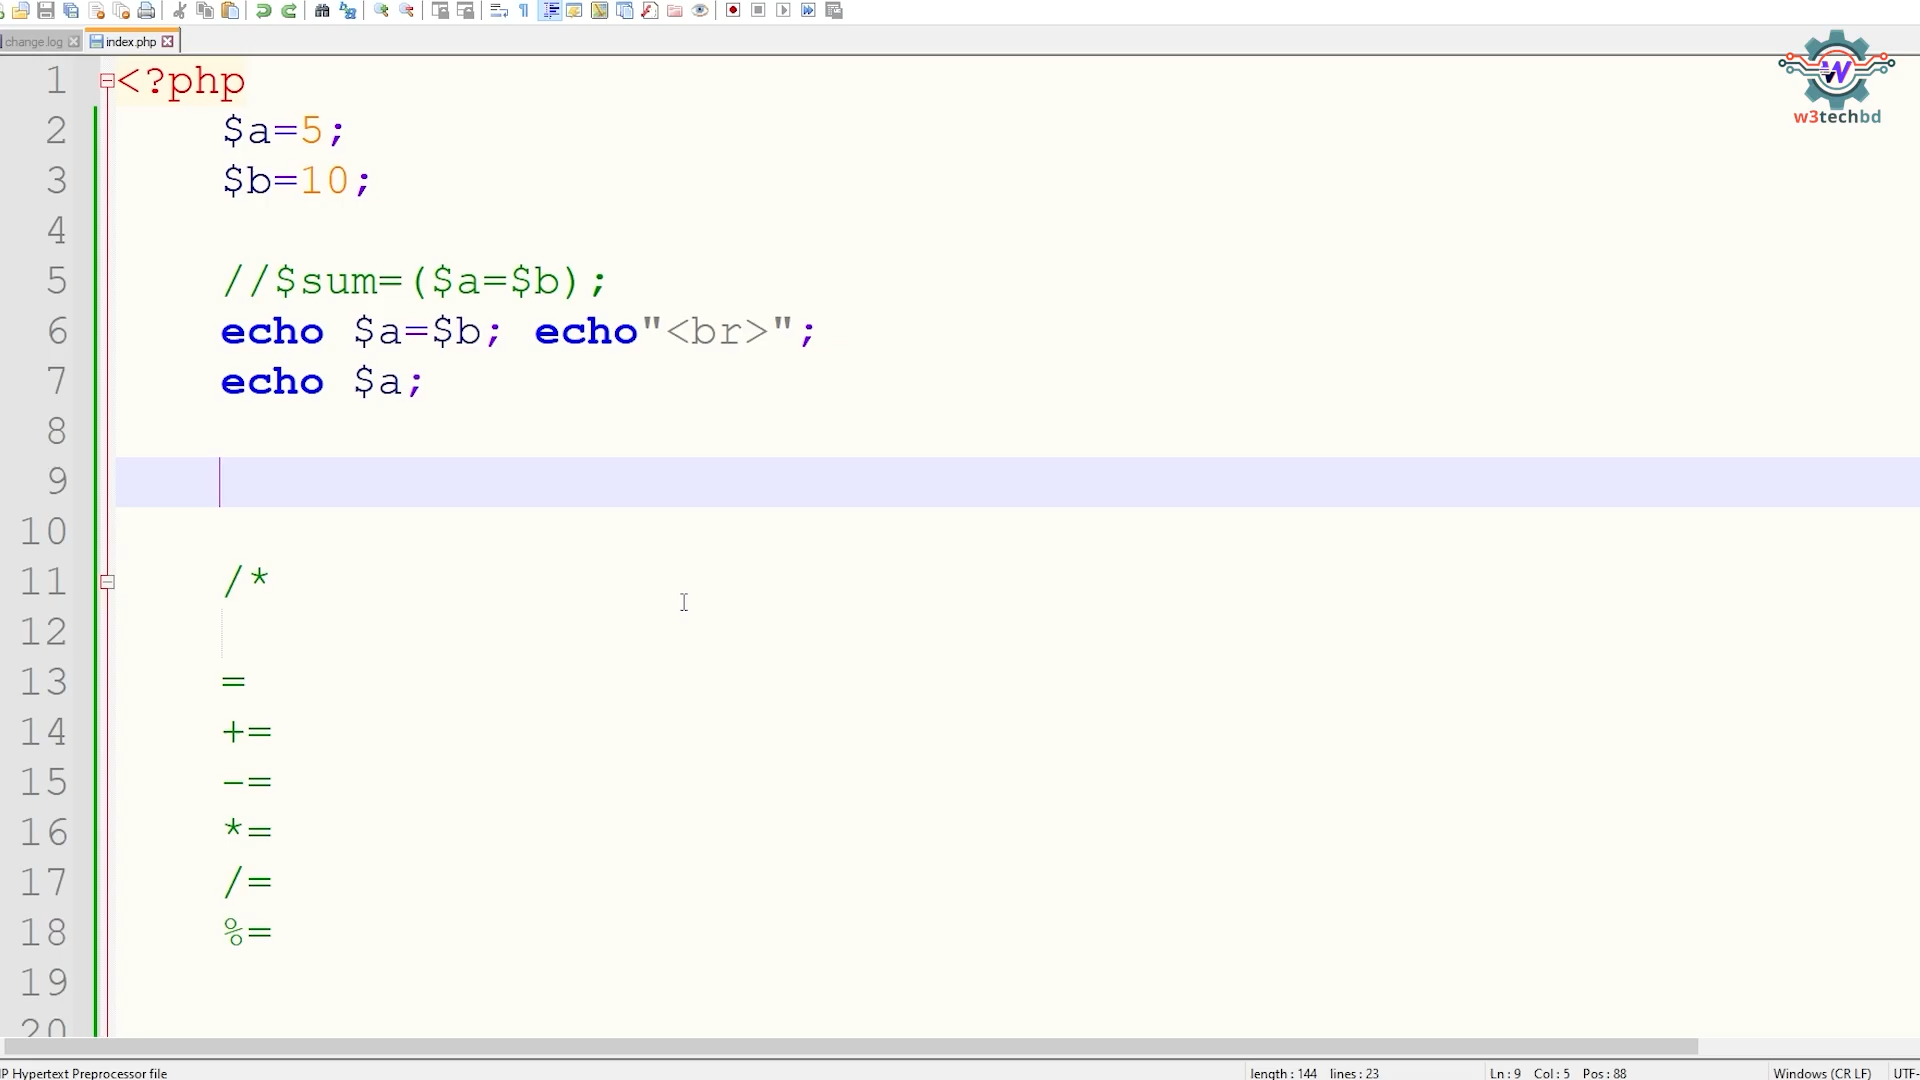 change.log
index.php
W
w3techbd
1 <?php
2 $a=5;
3 $b=10;
4
5 //$sum=($a=$b);
6 echo $a=$b; echo"<br>";
7 echo $a;
8
9
10
11 /*
12
13 =
14 +=
15 -=
16 *=
17 /=
18 %=
19
20
P Hypertext Preprocessor file length : 144 lines : 23 Ln : 9 Col : 5 Pos : 88 Windows (CR LF) UTF-